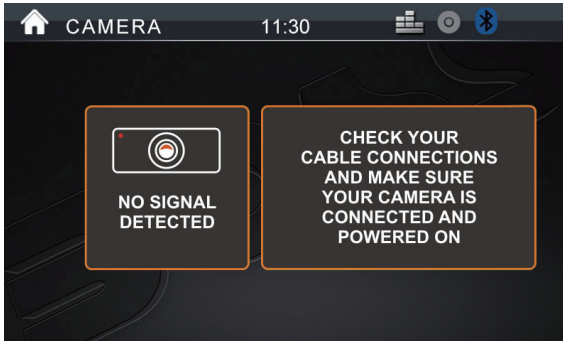 CAMERA
11:30
NO SIGNAL
DETECTED
CHECK YOUR
CABLE CONNECTIONS
AND MAKE SURE
YOUR CAMERA IS
CONNECTED AND
POWERED ON